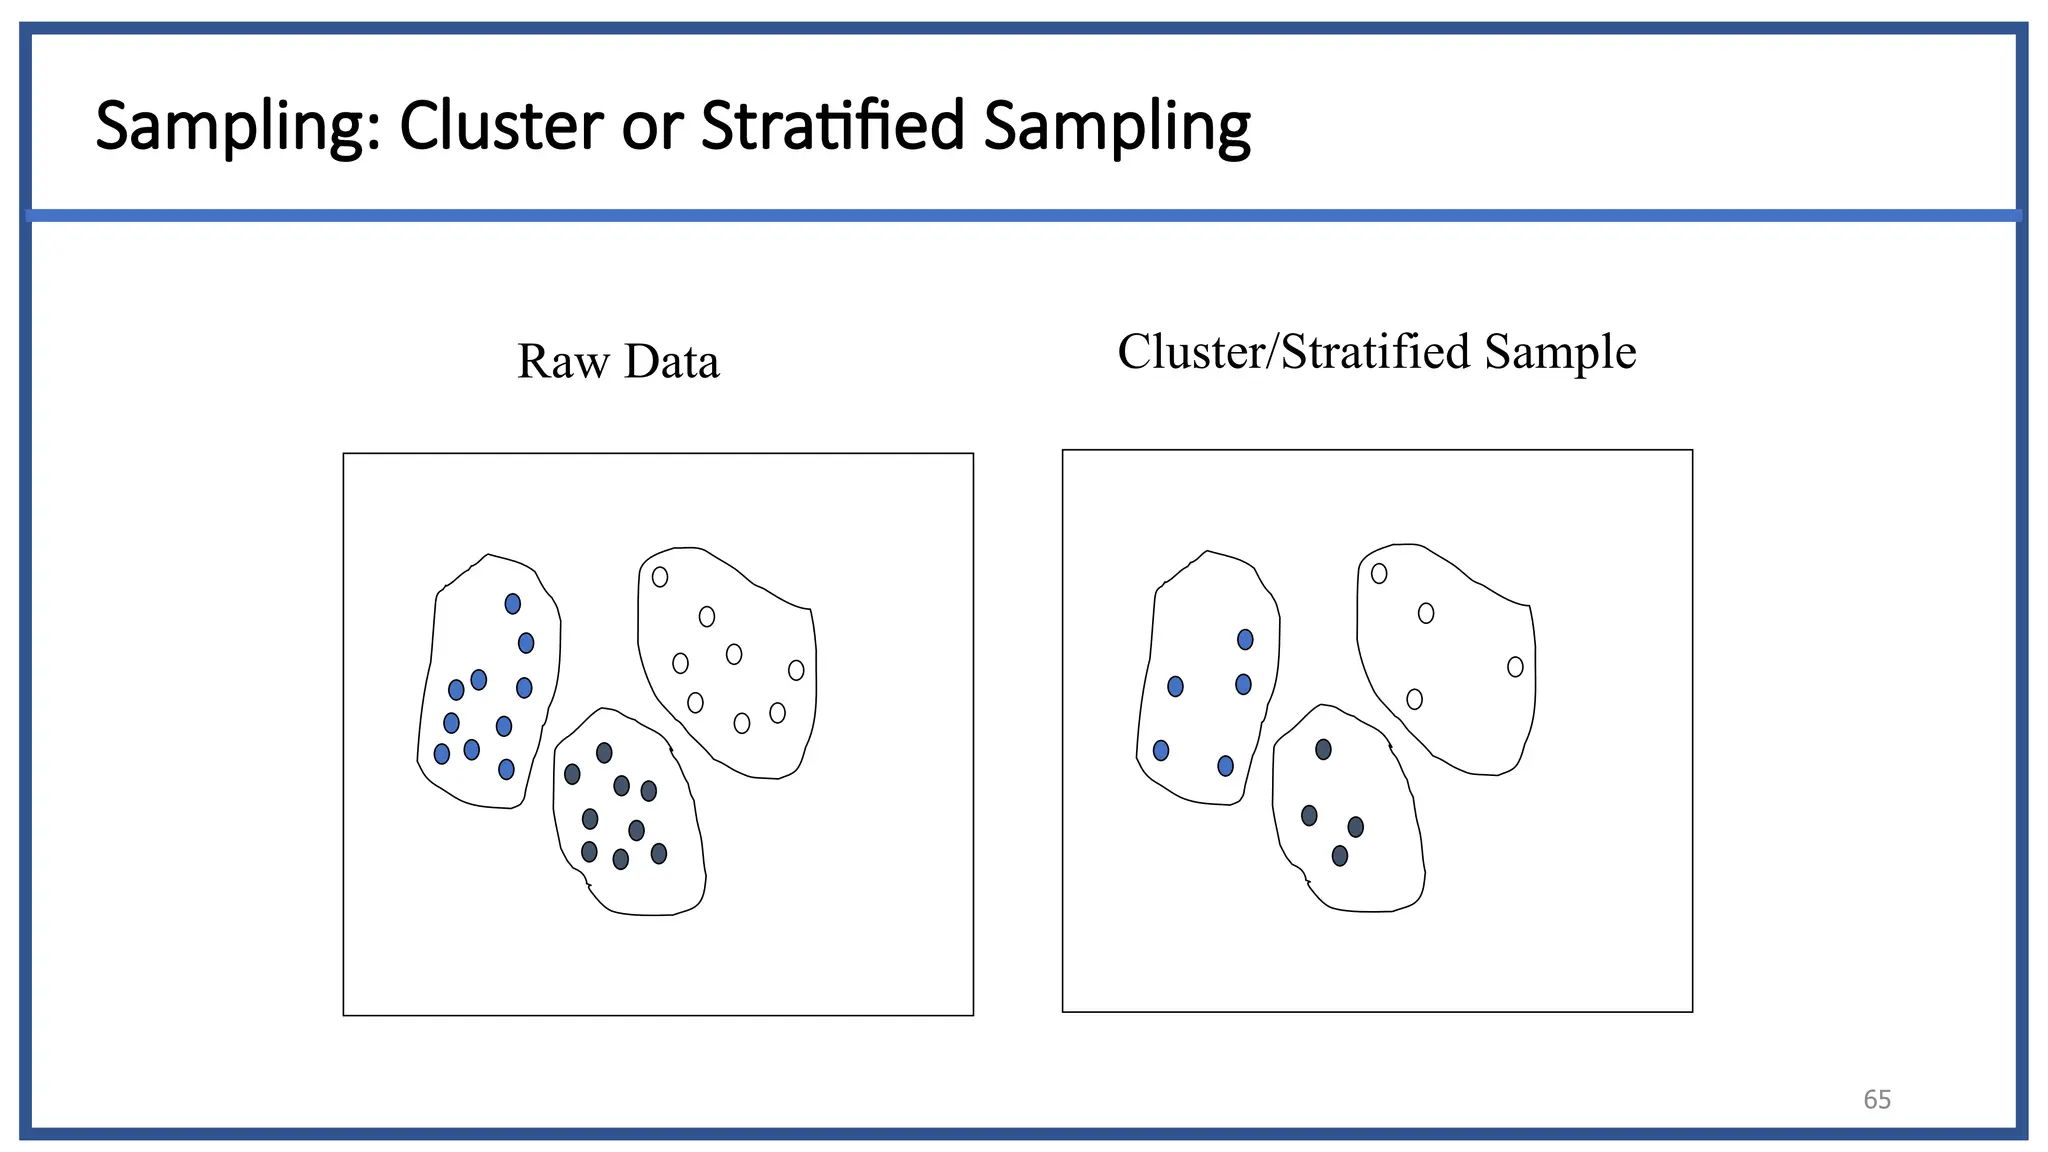 Sampling: Cluster or Stratified Sampling
Raw Data
Cluster/Stratified Sample
65